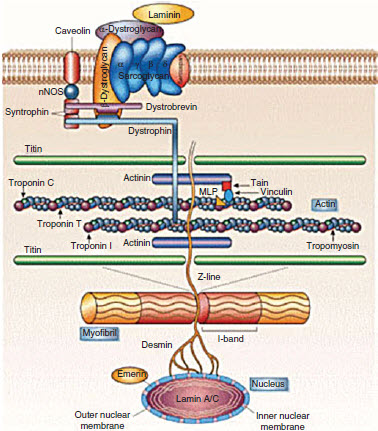 Laminin
Caveolin
α-Dystroglycan
nNOS
β-Dystroglycan
α γ β δ
Sarcoglycan
Syntrophin
Dystrobrevin
Dystrophin
Titin
Actinin
Troponin C
MLP
Tain
Vinculin
Actin
Troponin T
Troponin I
Actinin
Tropomyosin
Titin
Z-line
Myofibril
I-band
Desmin
Emerin
Nucleus
Lamin A/C
Outer nuclear
membrane
Inner nuclear
membrane